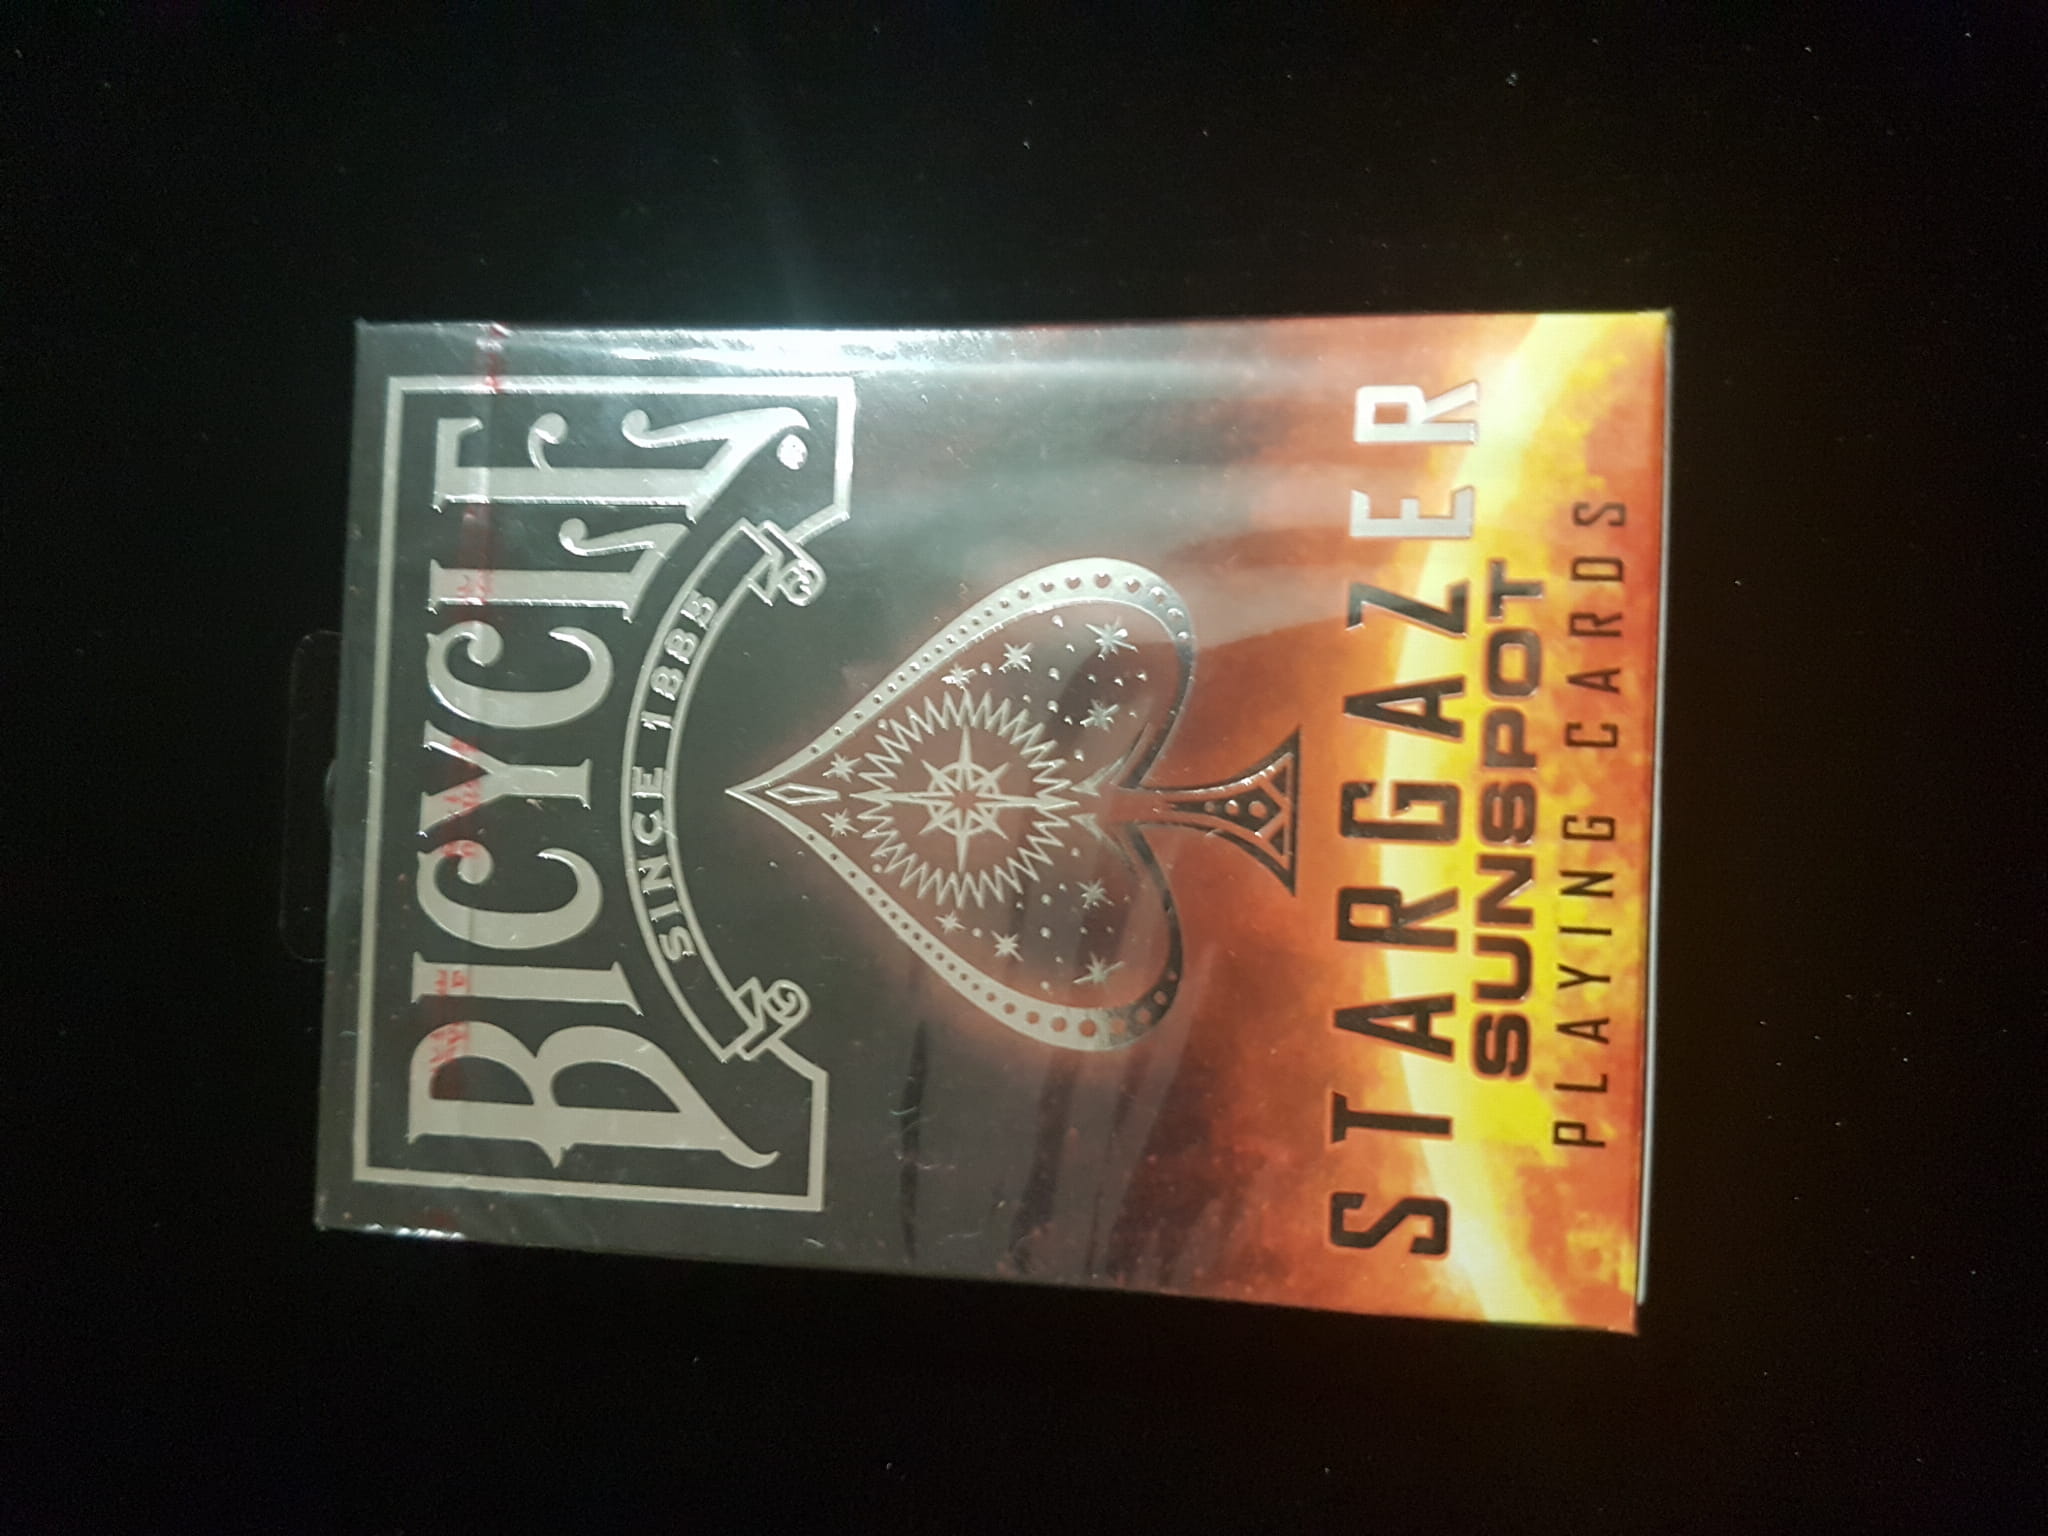 BICYCLE
SINCE 1885
STARGAZER
SUNSPOT
PLAYING CARDS